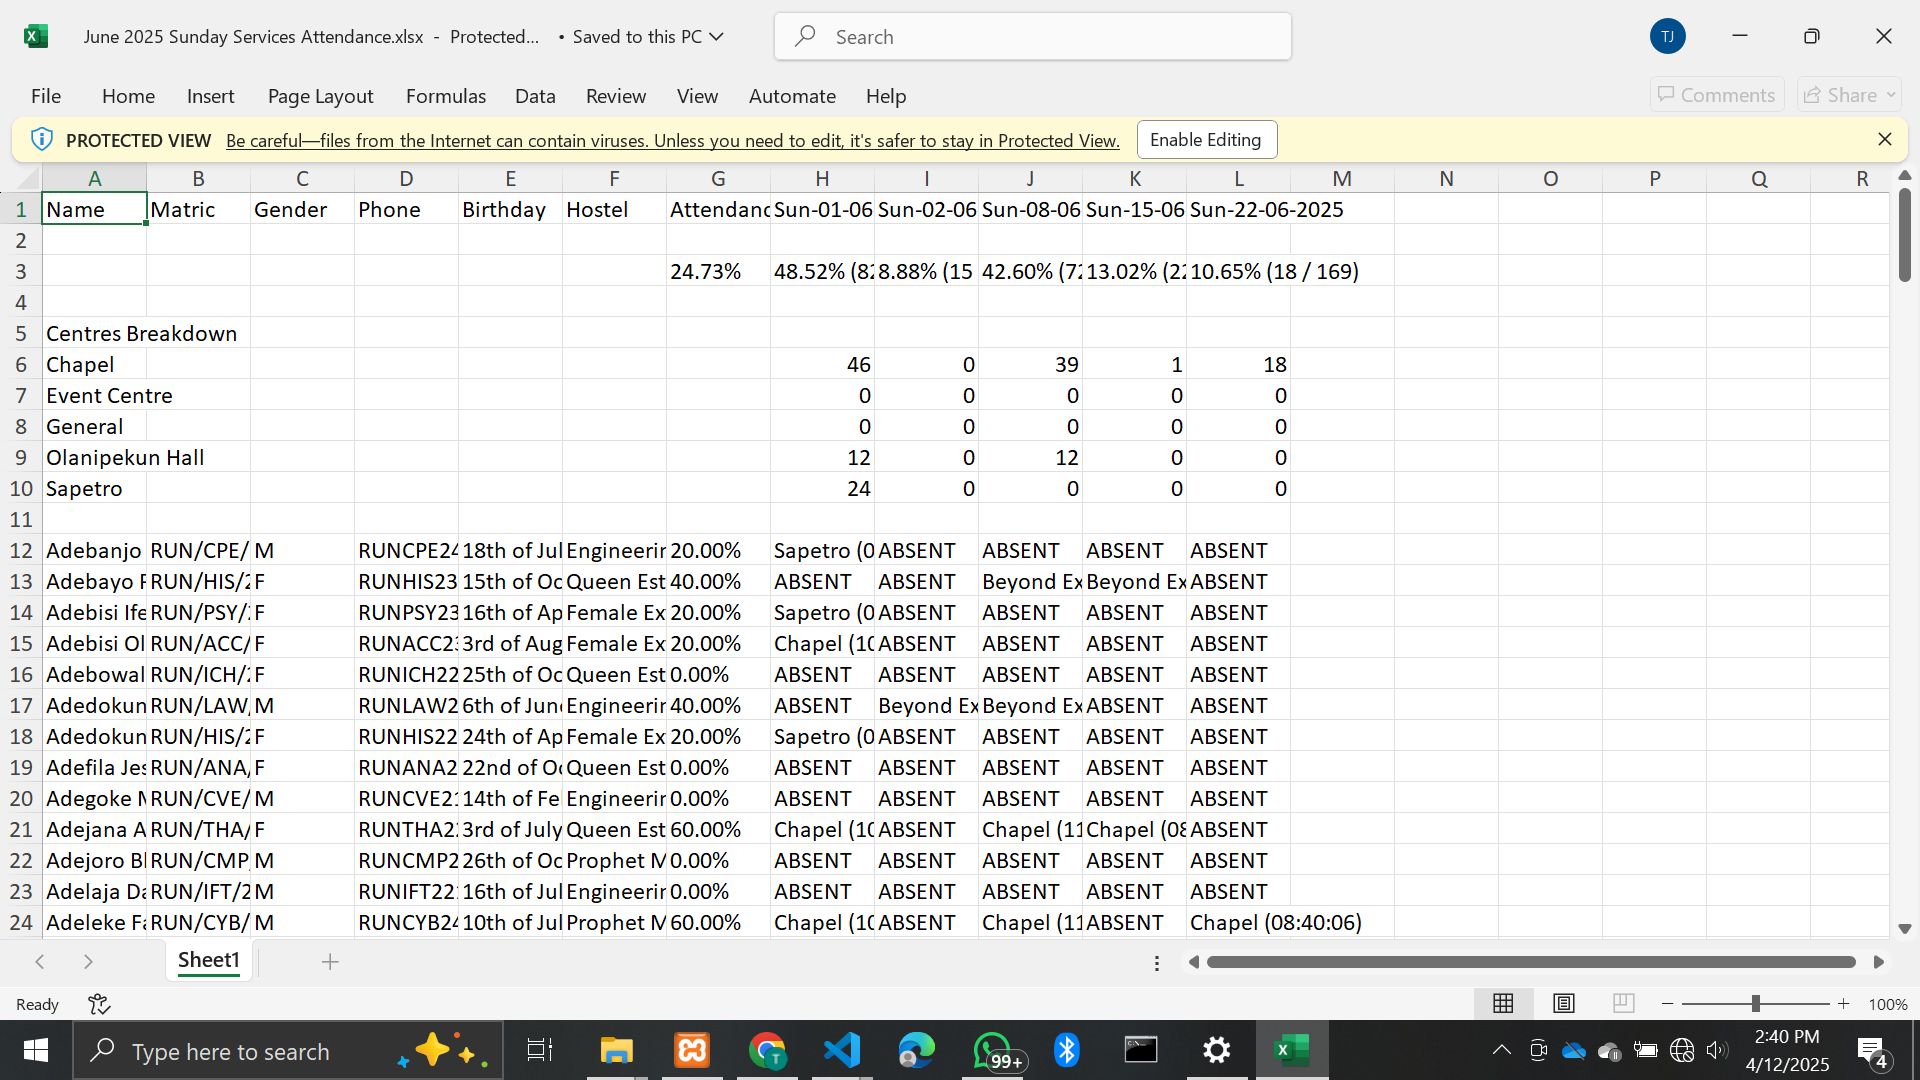 June 2025 Sunday Services Attendance.xlsx - Protected... • Saved to this PC
Search
TJ
File Home Insert Page Layout Formulas Data Review View Automate Help
Comments Share
PROTECTED VIEW Be careful—files from the Internet can contain viruses. Unless you need to edit, it's safer to stay in Protected View. Enable Editing
A B C D E F G H I J K L M N O P Q R
1 Name Matric Gender Phone Birthday Hostel Attendanc Sun-01-06 Sun-02-06 Sun-08-06 Sun-15-06 Sun-22-06-2025
2
3 24.73% 48.52% (82 8.88% (15 42.60% (72 13.02% (22 10.65% (18 / 169)
4
5 Centres Breakdown
6 Chapel 46 0 39 1 18
7 Event Centre 0 0 0 0 0
8 General 0 0 0 0 0
9 Olanipekun Hall 12 0 12 0 0
10 Sapetro 24 0 0 0 0
11
12 Adebanjo RUN/CPE/ M RUNCPE24 18th of Jul Engineerin 20.00% Sapetro (0 ABSENT ABSENT ABSENT ABSENT
13 Adebayo F RUN/HIS/2 F RUNHIS23 15th of Oc Queen Est 40.00% ABSENT ABSENT Beyond Ex Beyond Ex ABSENT
14 Adebisi Ife RUN/PSY/2 F RUNPSY23 16th of Ap Female Ex 20.00% Sapetro (0 ABSENT ABSENT ABSENT ABSENT
15 Adebisi Ol RUN/ACC/ F RUNACC23 3rd of Aug Female Ex 20.00% Chapel (10 ABSENT ABSENT ABSENT ABSENT
16 Adebowal RUN/ICH/2 F RUNICH22 25th of Oc Queen Est 0.00% ABSENT ABSENT ABSENT ABSENT ABSENT
17 Adedokun RUN/LAW/ M RUNLAW2 6th of June Engineerin 40.00% ABSENT Beyond Ex Beyond Ex ABSENT ABSENT
18 Adedokun RUN/HIS/2 F RUNHIS22 24th of Ap Female Ex 20.00% Sapetro (0 ABSENT ABSENT ABSENT ABSENT
19 Adefila Jes RUN/ANA/ F RUNANA2 22nd of Oc Queen Est 0.00% ABSENT ABSENT ABSENT ABSENT ABSENT
20 Adegoke M RUN/CVE/ M RUNCVE21 14th of Fe Engineerin 0.00% ABSENT ABSENT ABSENT ABSENT ABSENT
21 Adejana A RUN/THA/ F RUNTHA22 3rd of July Queen Est 60.00% Chapel (10 ABSENT Chapel (11 Chapel (08 ABSENT
22 Adejoro Bl RUN/CMP M RUNCMP2 26th of Oc Prophet M 0.00% ABSENT ABSENT ABSENT ABSENT ABSENT
23 Adelaja Da RUN/IFT/2 M RUNIFT22 16th of Jul Engineerin 0.00% ABSENT ABSENT ABSENT ABSENT ABSENT
24 Adeleke Fa RUN/CYB/ M RUNCYB24 10th of Jul Prophet M 60.00% Chapel (10 ABSENT Chapel (11 ABSENT Chapel (08:40:06)
Sheet1
Ready 100%
Type here to search
T
99+
2:40 PM
4/12/2025
4